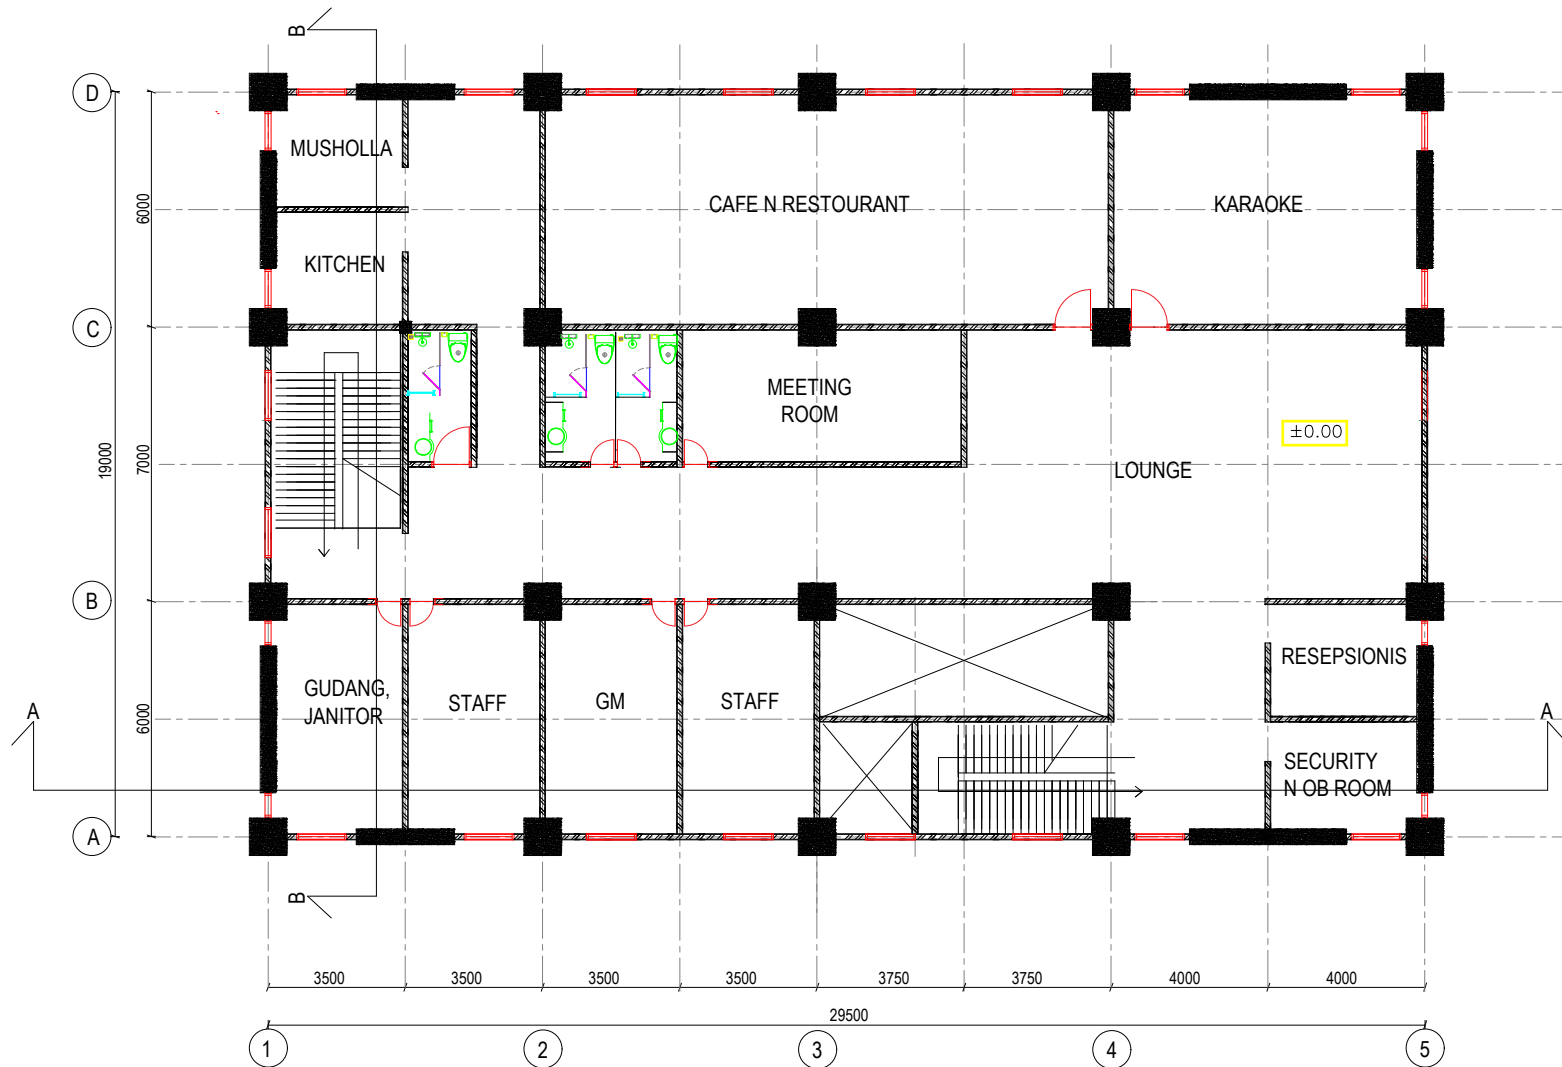 B
D
MUSHOLLA
CAFE N RESTOURANT
KARAOKE
6000
KITCHEN
C
MEETING
ROOM
±0.00
19000
7000
LOUNGE
B
RESEPSIONIS
GUDANG,
JANITOR
STAFF
GM
STAFF
A
6000
A
SECURITY
N OB ROOM
A
B
3500
3500
3500
3500
3750
3750
4000
4000
29500
1
2
3
4
5